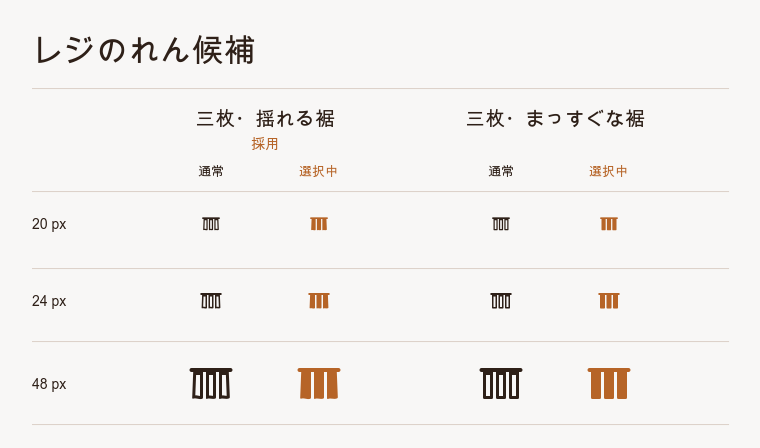 レジのれん候補
三枚・揺れる裾 三枚・まっすぐな裾
採用
通常 選択中 通常 選択中
20 px
24 px
48 px